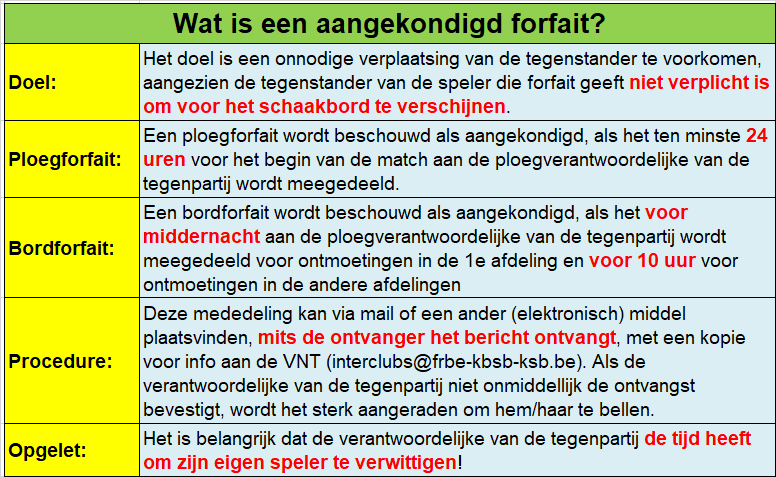 Wat is een aangekondigd forfait?
Doel:
Het doel is een onnodige verplaatsing van de tegenstander te voorkomen,
aangezien de tegenstander van de speler die forfait geeft niet verplicht is
om voor het schaakbord te verschijnen.
Ploegforfait:
Een ploegforfait wordt beschouwd als aangekondigd, als het ten minste 24
uren voor het begin van de match aan de ploegverantwoordelijke van de
tegenpartij wordt meegedeeld.
Bordforfait:
Een bordforfait wordt beschouwd als aangekondigd, als het voor
middernacht aan de ploegverantwoordelijke van de tegenpartij wordt
meegedeeld voor ontmoetingen in de 1e afdeling en voor 10 uur voor
ontmoetingen in de andere afdelingen
Procedure:
Deze mededeling kan via mail of een ander (elektronisch) middel
plaatsvinden, mits de ontvanger het bericht ontvangt, met een kopie
voor info aan de VNT (interclubs@frbe-kbsb-ksb.be). Als de
verantwoordelijke van de tegenpartij niet onmiddellijk de ontvangst
bevestigt, wordt het sterk aangeraden om hem/haar te bellen.
Opgelet:
Het is belangrijk dat de verantwoordelijke van de tegenpartij de tijd heeft
om zijn eigen speler te verwittigen!